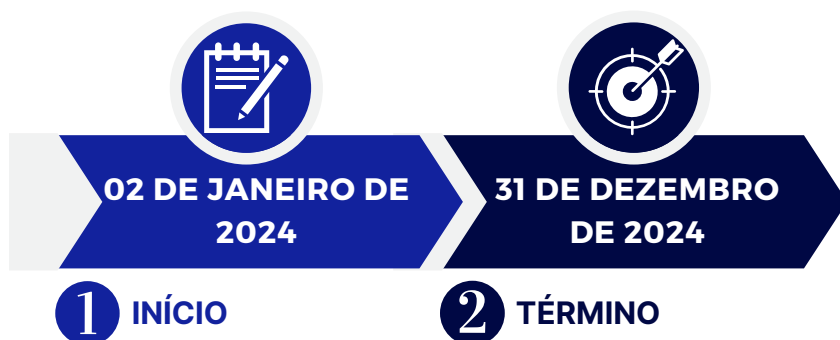 02 DE JANEIRO DE
2024
31 DE DEZEMBRO
DE 2024
1 INÍCIO
2 TÉRMINO